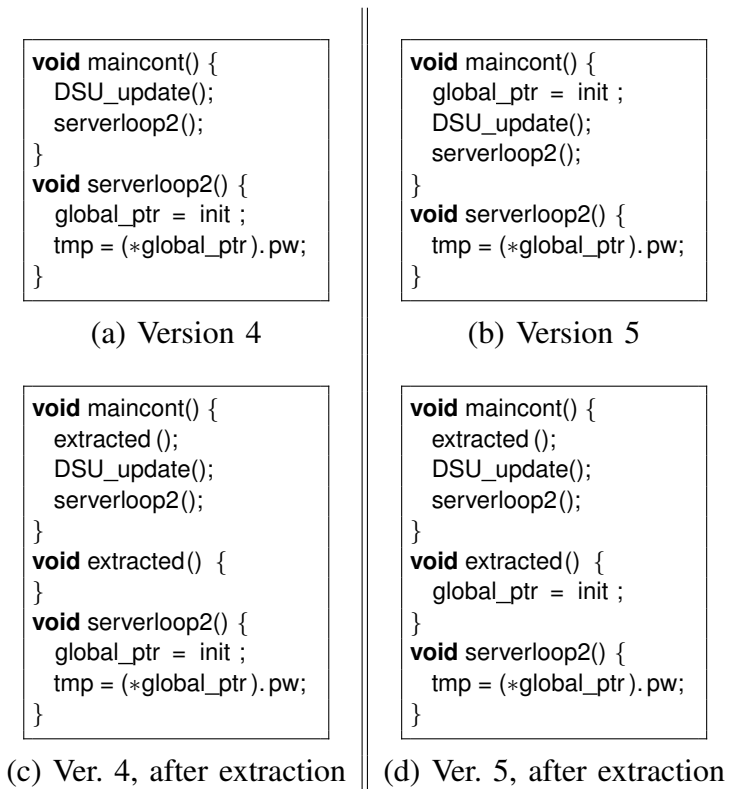 void maincont() {
DSU_update();
serverloop2();
}
void serverloop2() {
global_ptr = init ;
tmp = (*global_ptr). pw;
}
(a) Version 4
void maincont() {
global_ptr = init ;
DSU_update();
serverloop2();
}
void serverloop2() {
tmp = (*global_ptr). pw;
}
(b) Version 5
void maincont() {
extracted ();
DSU_update();
serverloop2();
}
void extracted() {
}
void serverloop2() {
global_ptr = init ;
tmp = (*global_ptr). pw;
}
(c) Ver. 4, after extraction
void maincont() {
extracted ();
DSU_update();
serverloop2();
}
void extracted() {
global_ptr = init ;
}
void serverloop2() {
tmp = (*global_ptr). pw;
}
(d) Ver. 5, after extraction